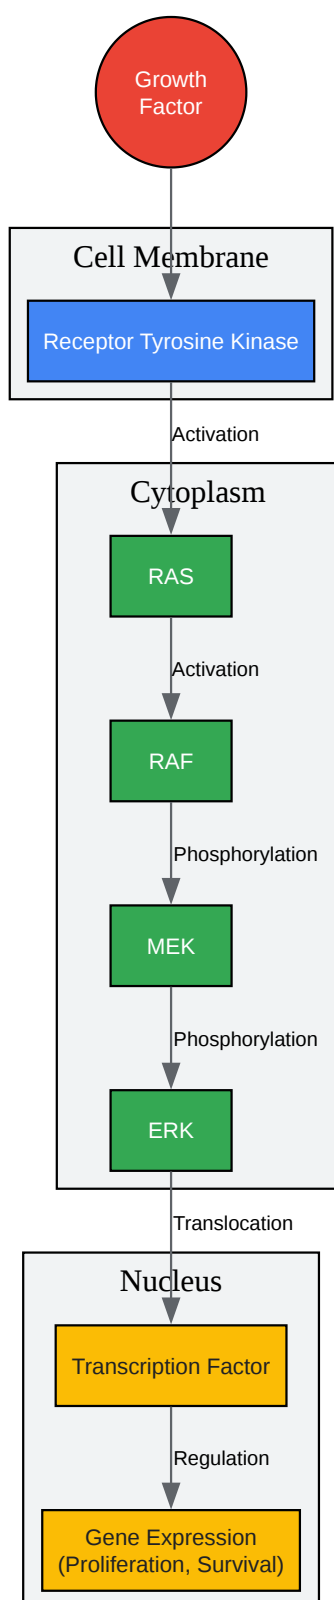 Growth
Factor
Cell Membrane
Receptor Tyrosine Kinase
Activation
Cytoplasm
RAS
Activation
RAF
Phosphorylation
MEK
Phosphorylation
ERK
Translocation
Nucleus
Transcription Factor
Regulation
Gene Expression
(Proliferation, Survival)